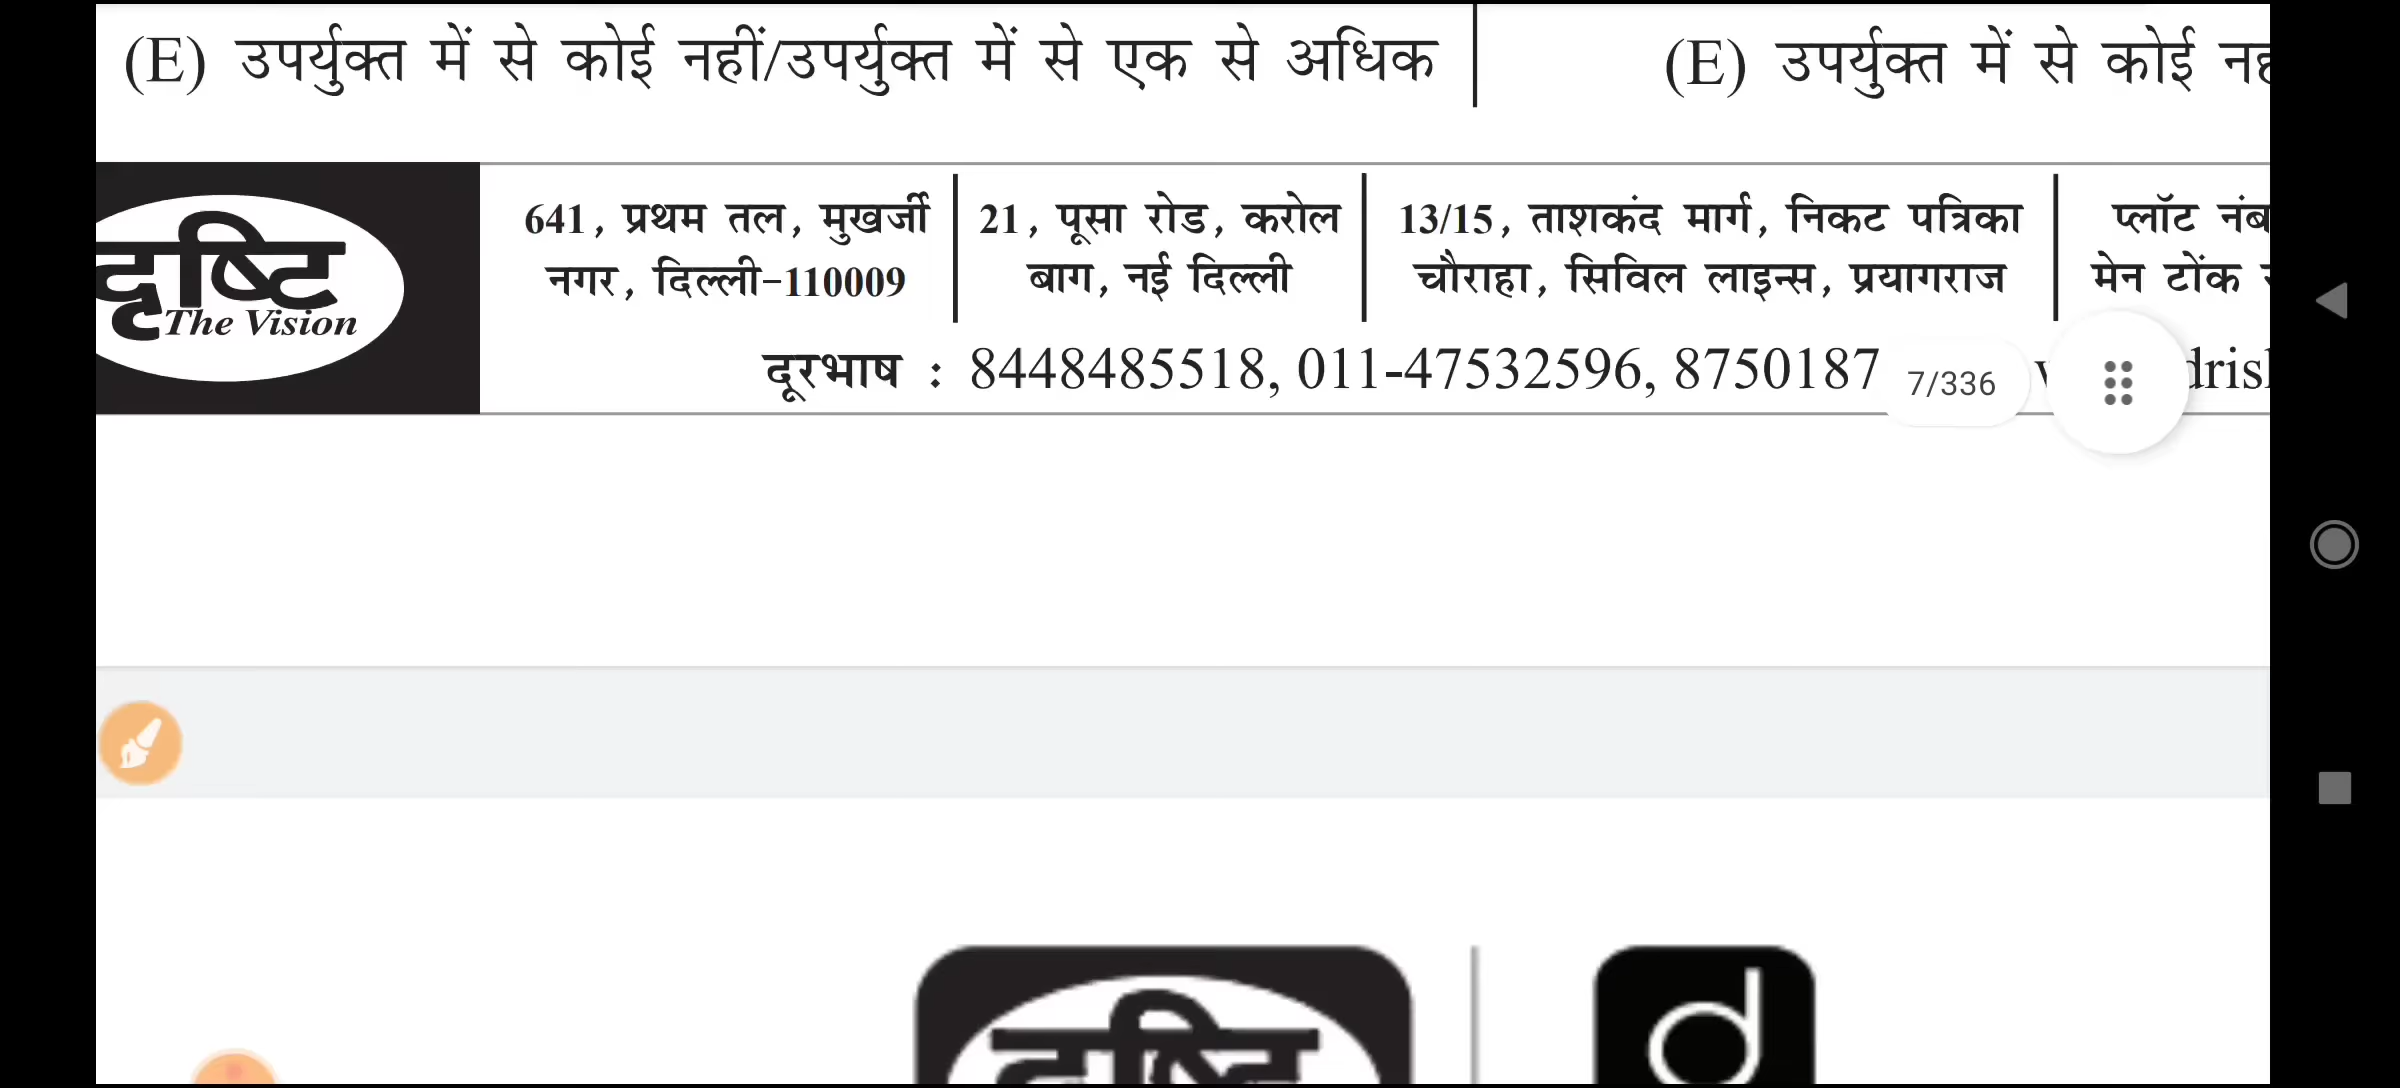 (E) उपर्युक्त में से कोई नहीं/उपर्युक्त में से एक से अधिक
(E) उपर्युक्त में से कोई
दृष्टि
The Vision
641, प्रथम तल, मुखर्जी
नगर, दिल्ली-110009
21, पूसा रोड, करोल
बाग, नई दिल्ली
13/15, ताशकंद मार्ग, निकट पत्रिका
चौराहा, सिविल लाइन्स, प्रयागराज
प्लॉट
मेन टोंक
दूरभाष : 8448485518, 011-47532596, 8750187
7/336
d